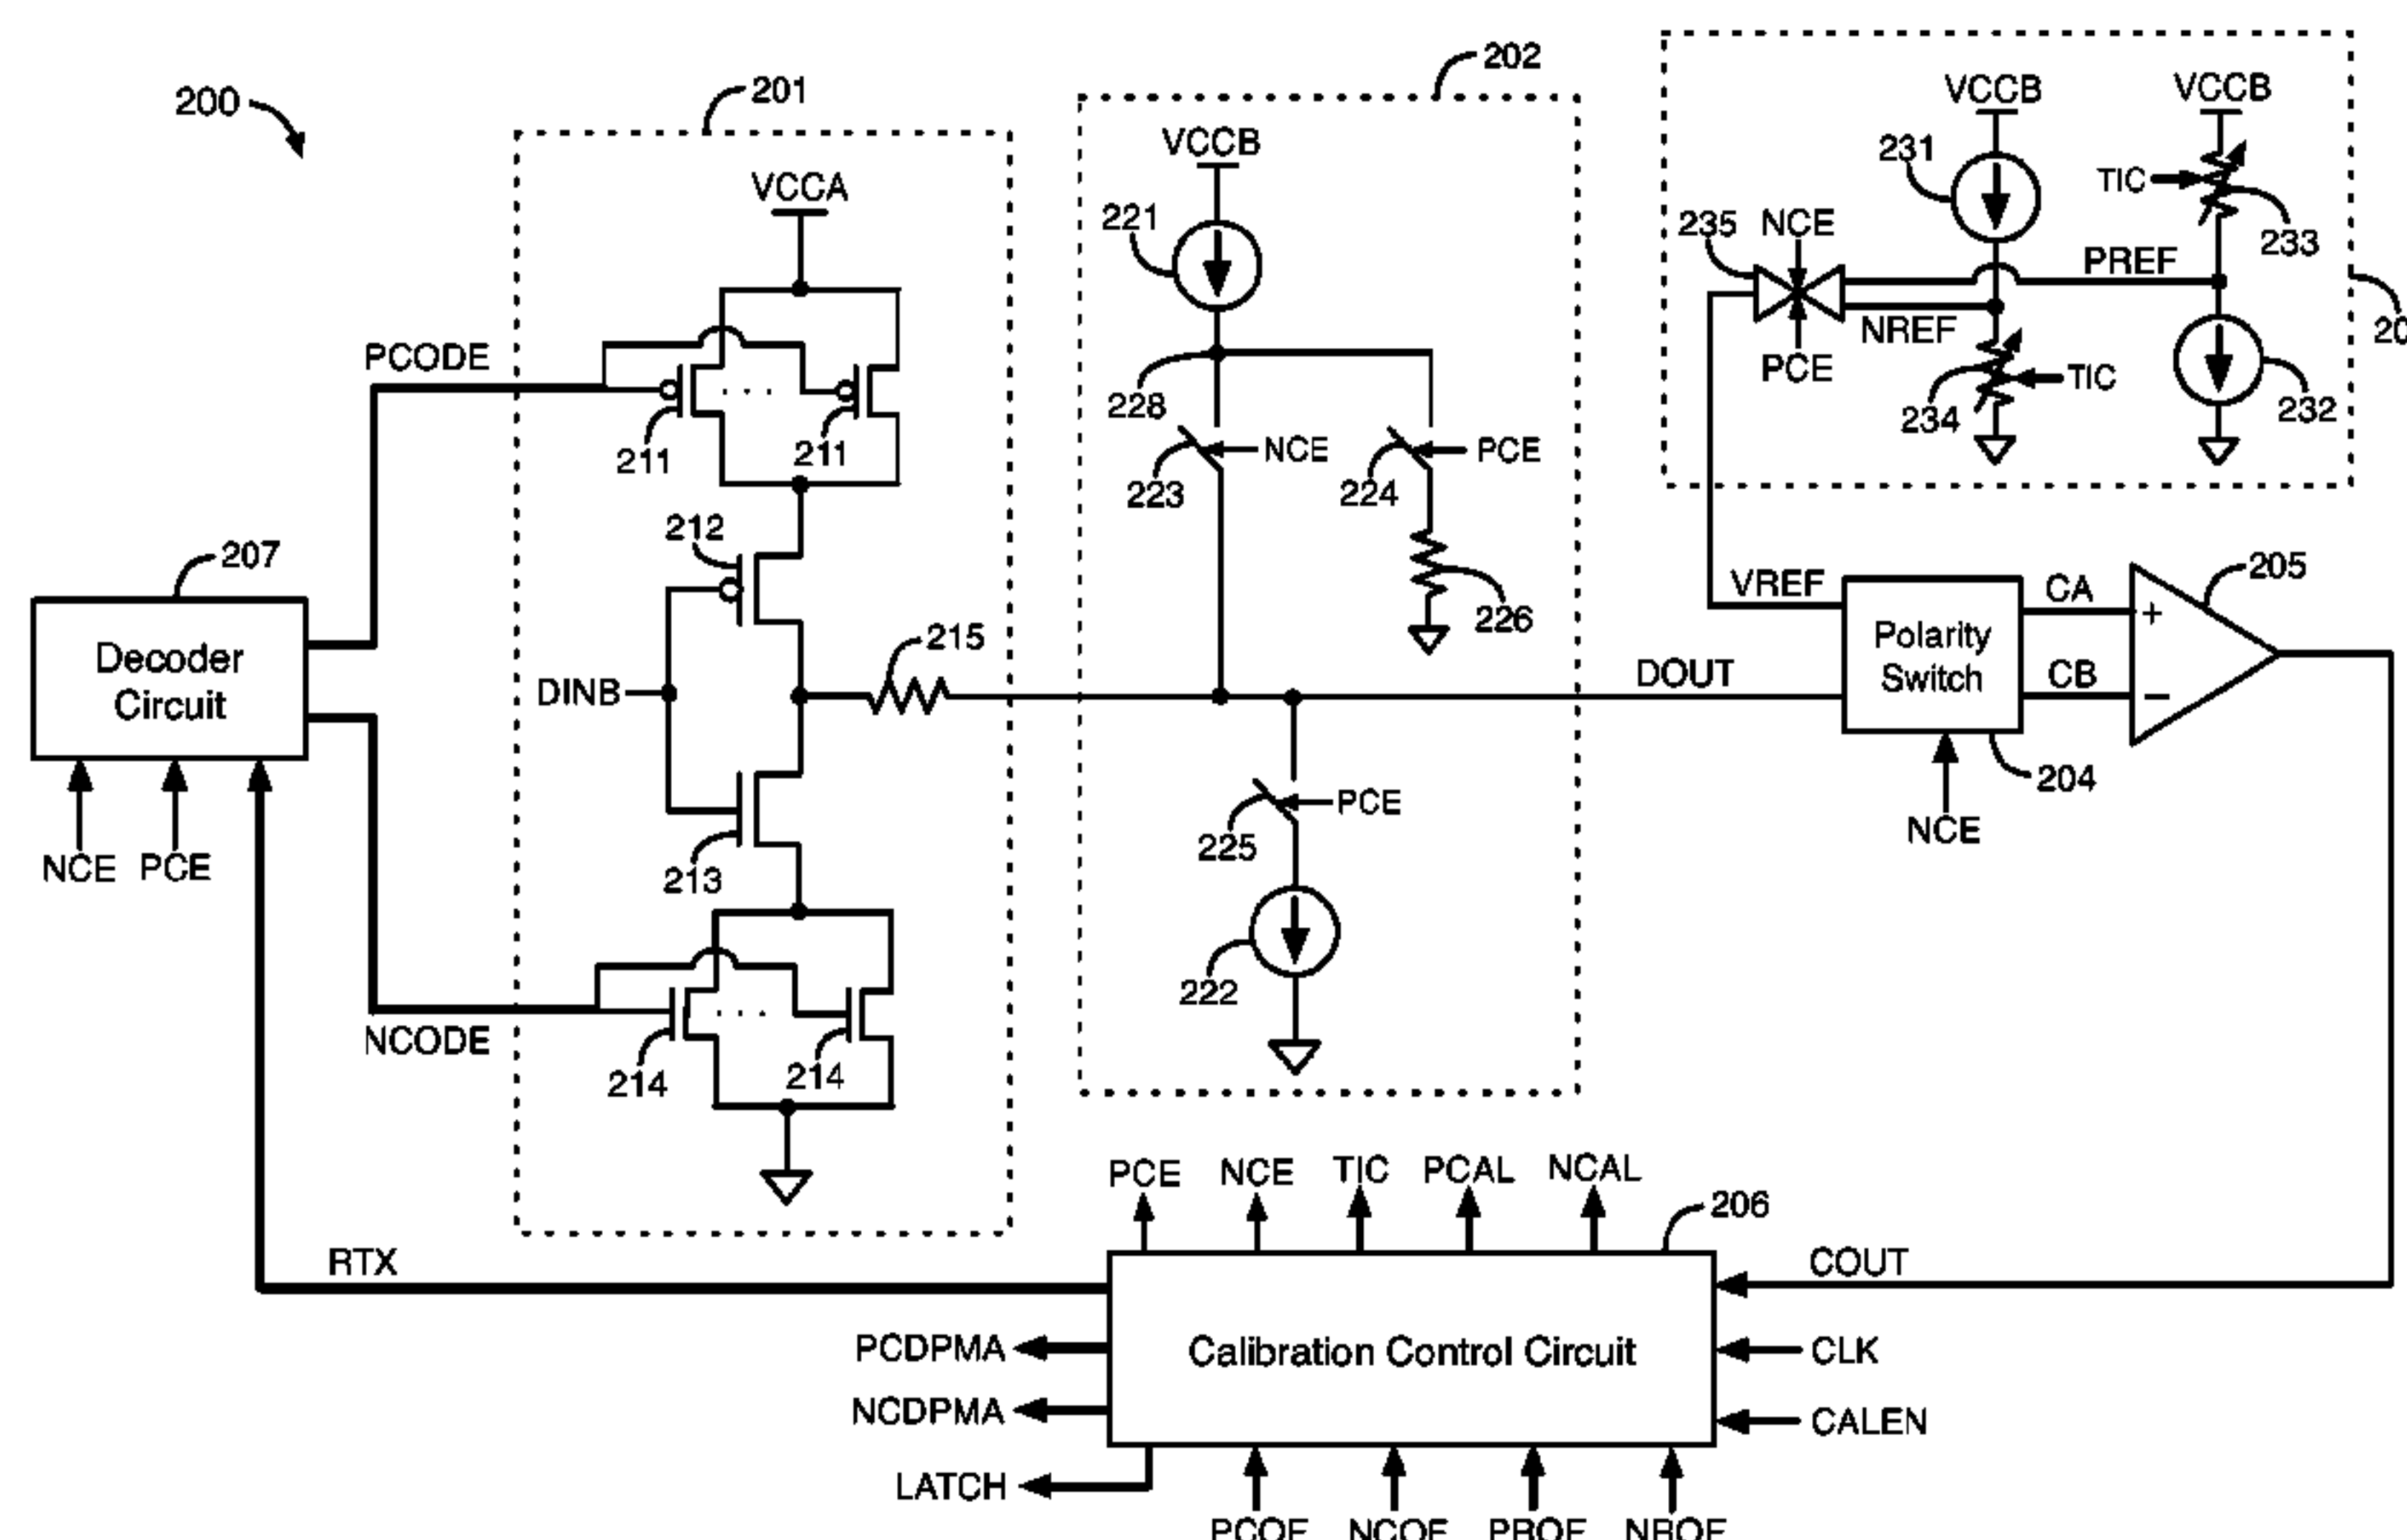 200
201
202
VCCA
VCCB
VCCB
VCCB
221
231
TIC
233
235
NCE
PREF
NREF
PCE
234
TIC
232
PCODE
211
211
228
223
NCE
224
PCE
226
212
207
Decoder
Circuit
NCE
PCE
DINB
215
213
NCODE
214
214
225
PCE
222
DOUT
VREF
Polarity
Switch
CA
CB
+
−
205
204
NCE
PCE
NCE
TIC
PCAL
NCAL
206
RTX
COUT
PCDPMA
Calibration Control Circuit
CLK
NCDPMA
CALEN
LATCH